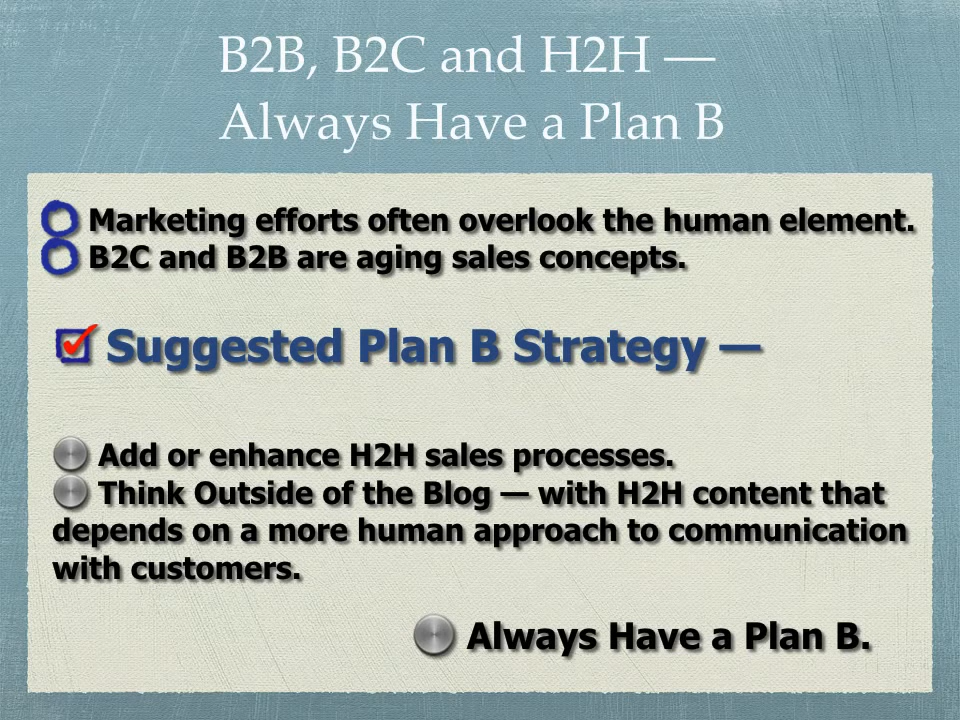 B2B, B2C and H2H —
Always Have a Plan B
Marketing efforts often overlook the human element.
B2C and B2B are aging sales concepts.
Suggested Plan B Strategy —
Add or enhance H2H sales processes.
Think Outside of the Blog — with H2H content that
depends on a more human approach to communication
with customers.
Always Have a Plan B.